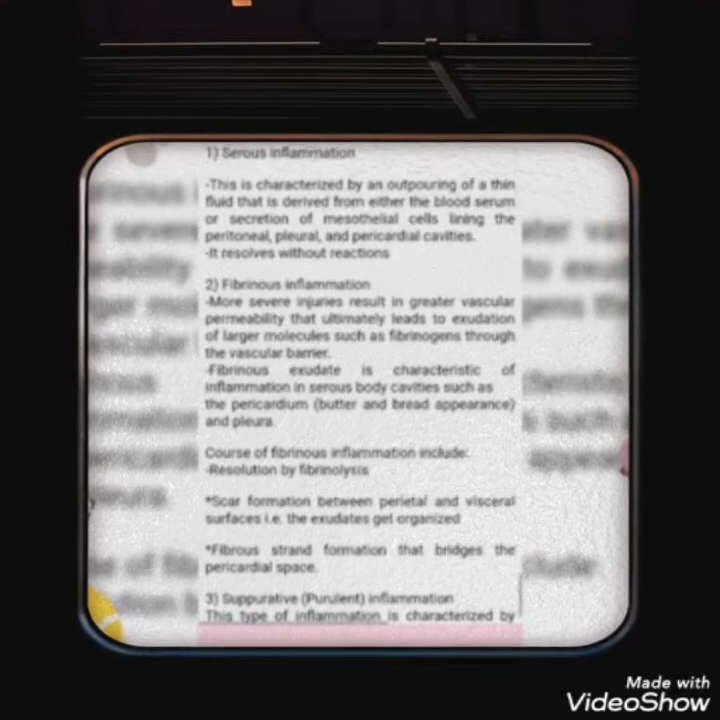 1) Serous inflammation
-This is characterized by an outpouring of a thin
fluid that is derived from either the blood serum
or secretion of mesothelial cells lining the
peritoneal, pleural, and pericardial cavities.
-It resolves without reactions
2) Fibrinous inflammation
-More severe injuries result in greater vascular
permeability that ultimately leads to exudation
of larger molecules such as fibrinogens through
the vascular barrier.
-Fibrinous exudate is characteristic of
inflammation in serous body cavities such as
the pericardium (butter and bread appearance)
and pleura.
Course of fibrinous inflammation include:
-Resolution by fibrinolysis
*Scar formation between perietal and visceral
surfaces i.e. the exudates get organized
*Fibrous strand formation that bridges the
pericardial space.
3) Suppurative (Purulent) inflammation
This type of inflammation is characterized by
Made with
VideoShow